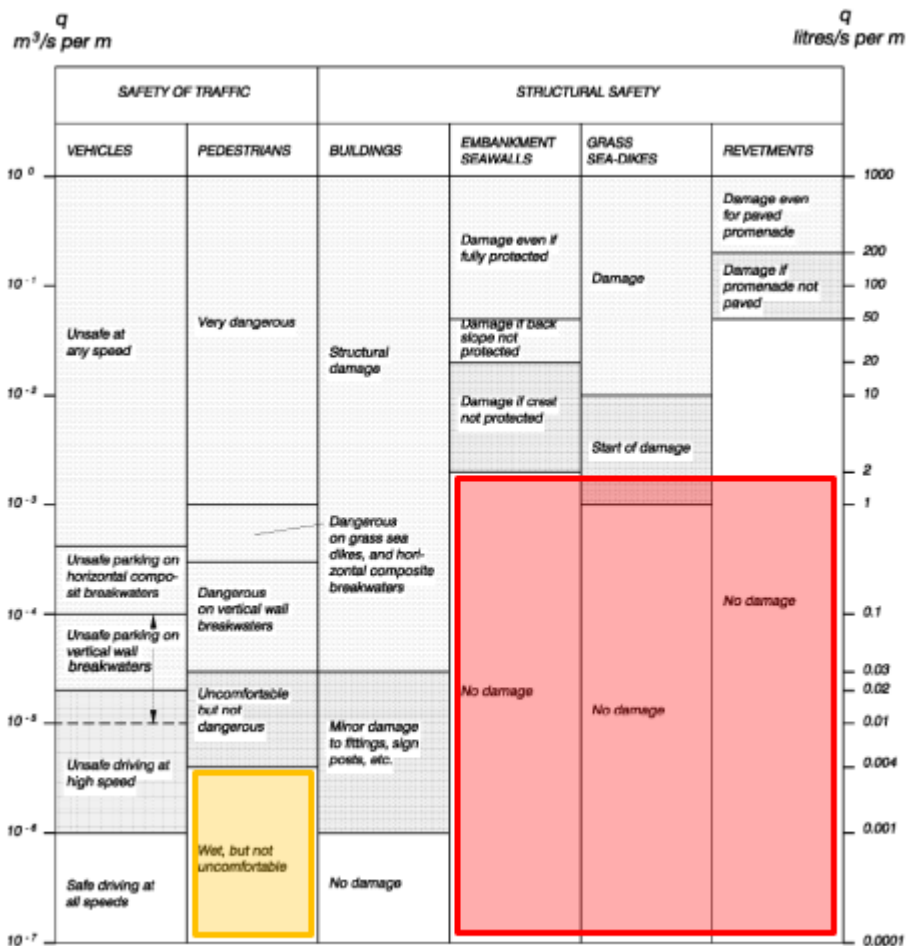 q
m³/s per m
q
litres/s per m
SAFETY OF TRAFFIC
STRUCTURAL SAFETY
VEHICLES
PEDESTRIANS
BUILDINGS
EMBANKMENT
SEAWALLS
GRASS
SEA-DIKES
REVETMENTS
10⁰
10⁻¹
10⁻²
10⁻³
10⁻⁴
10⁻⁵
10⁻⁶
10⁻⁷
Unsafe at
any speed
Unsafe parking on
horizontal compo-
sit breakwaters
Unsafe parking on
vertical wall
breakwaters
Unsafe driving at
high speed
Safe driving at
all speeds
Very dangerous
Dangerous
on grass sea
dikes, and hori-
zontal composite
breakwaters
Dangerous
on vertical wall
breakwaters
Uncomfortable
but not
dangerous
Wet, but not
uncomfortable
Structural
damage
Minor damage
to fittings, sign
posts, etc.
No damage
Damage even if
fully protected
Damage if back
slope not
protected
Damage if crest
not protected
No damage
Damage
Start of damage
No damage
Damage even
for paved
promenade
Damage if
promenade not
paved
No damage
1000
200
100
50
20
10
2
1
0.1
0.03
0.02
0.01
0.004
0.001
0.0001